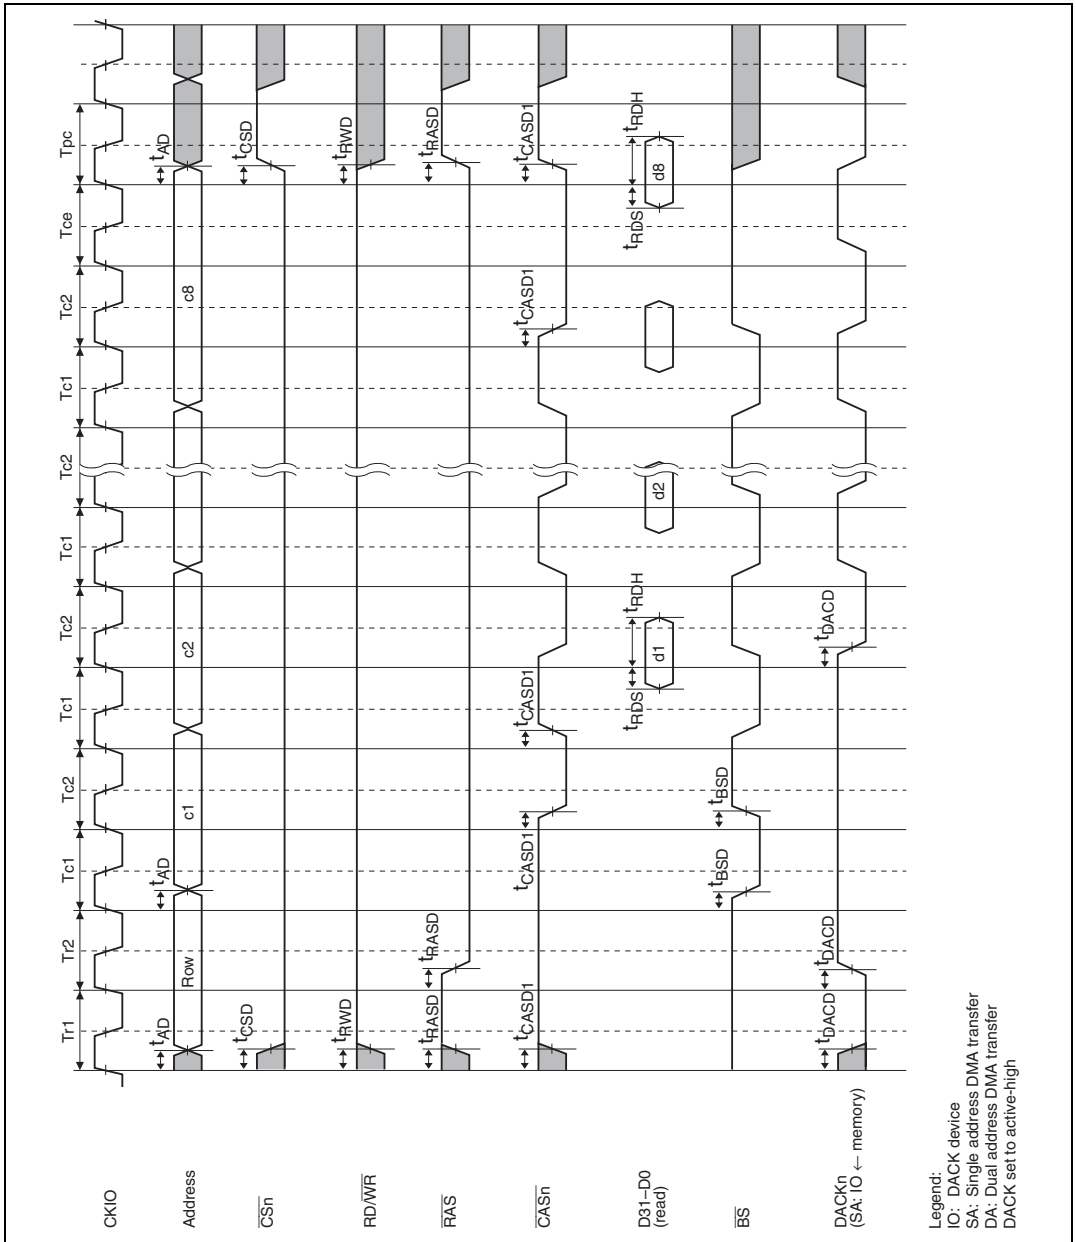 Tr1 Tr2 Tc1 Tc2 Tc1 Tc2 Tc1 Tc2 Tc1 Tc2 Tce Tpc
CKIO
tAD tAD tAD
Address Row c1 c2 c8
tCSD tCSD
CSn
tRWD tRWD
RD/WR
tRASD tRASD tRASD
RAS
tCASD1 tCASD1 tCASD1 tCASD1 tCASD1
CASn
tRDS tRDH tRDS tRDH
D31–D0 d1 d2 d8
(read)
tBSD tBSD
BS
tDACD tDACD tDACD
DACKn
(SA: IO ← memory)
Legend:
IO: DACK device
SA: Single address DMA transfer
DA: Dual address DMA transfer
DACK set to active-high